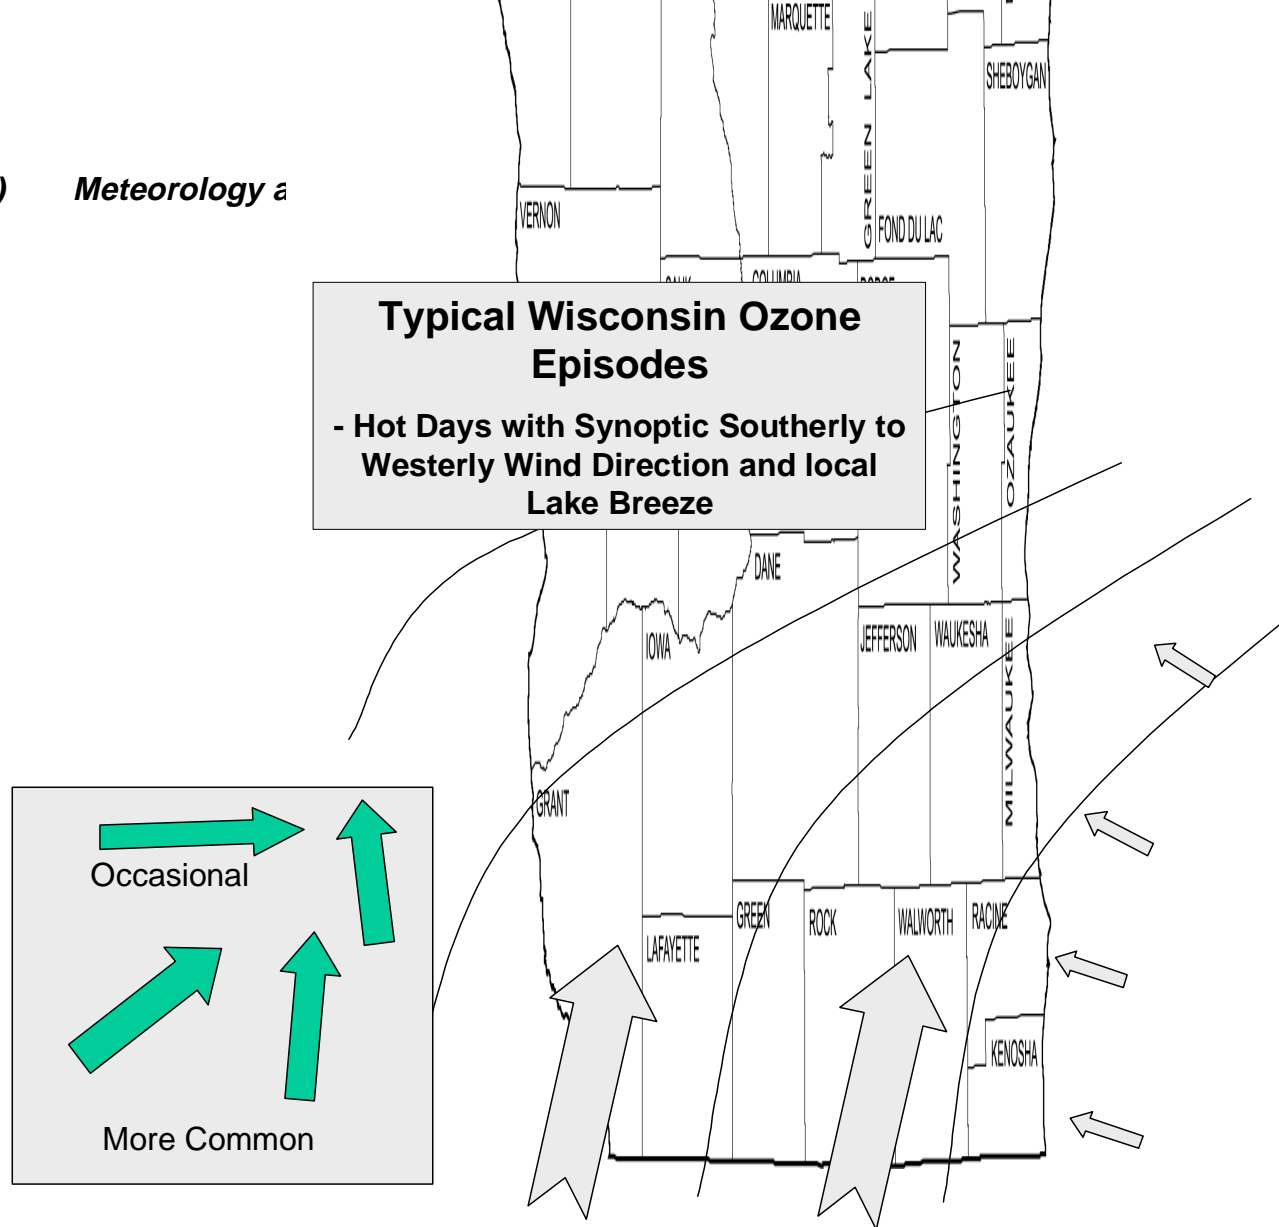 MARQUETTE
GREEN LAKE
SHEBOYGAN
) Meteorology a
VERNON
FOND DU LAC
COLUMBIA
Typical Wisconsin Ozone
Episodes
- Hot Days with Synoptic Southerly to
Westerly Wind Direction and local
Lake Breeze
WASHINGTON
OZAUKEE
DANE
IOWA
JEFFERSON
WAUKESHA
MILWAUKEE
GRANT
Occasional
GREEN
ROCK
WALWORTH
RACINE
LAFAYETTE
KENOSHA
More Common